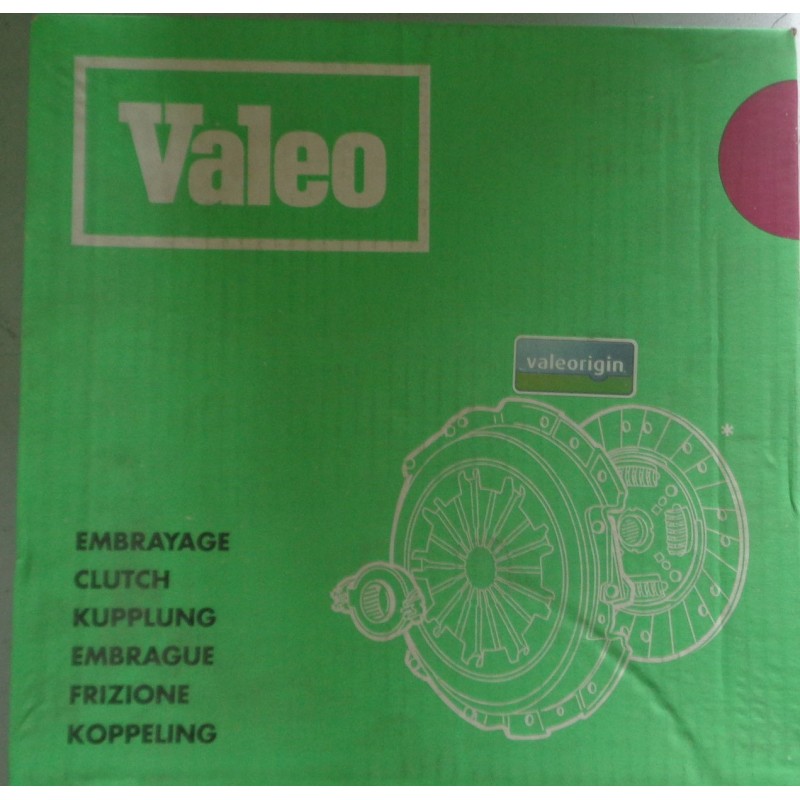 Valeo
valeorigin
*
EMBRAYAGE
CLUTCH
KUPPLUNG
EMBRAGUE
FRIZIONE
KOPPELING